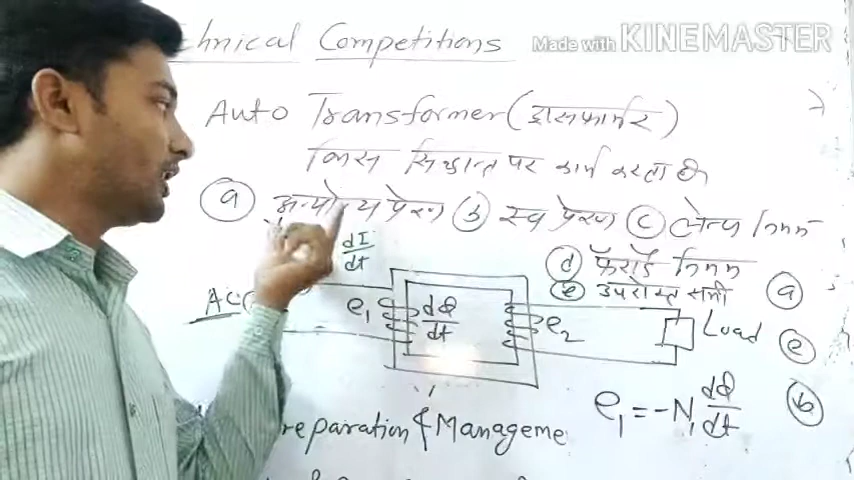 chnical Competitions
Made with KINEMASTER
Auto Transformer (ट्रासफार्मर)
किस सिद्धान्त पर कार्य करता है
(a) अन्योन्य प्रेरण (b) स्व प्रेरण (c) लेन्ज नियम
(d) फैराडे नियम
(e) उपरोक्त सभी
(a)
dI/dt
AC
e₁
dΦ/dt
e₂
Load
(e)
e₁ = -N₁ dΦ/dt
(b)
reparation & Manageme